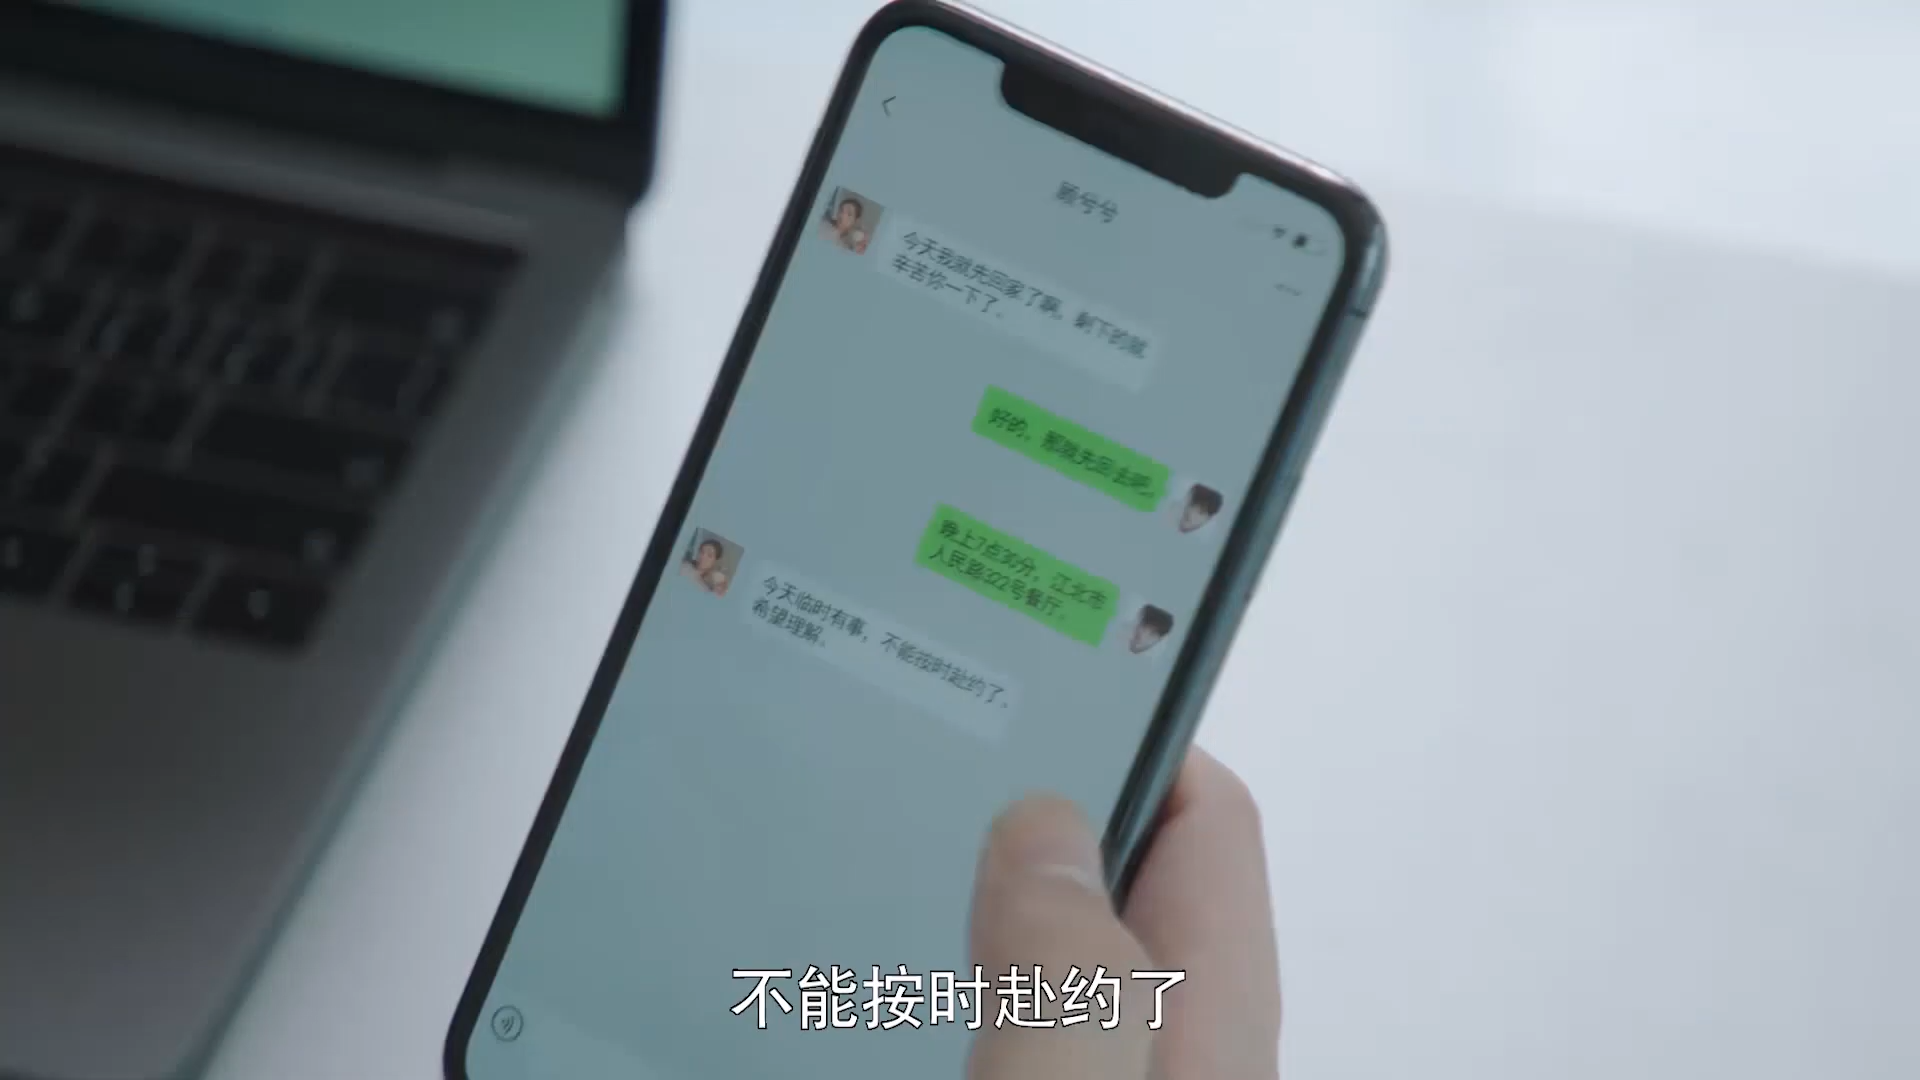 顾兮兮
今天我就先回家了啊，剩下的就
辛苦你一下了。
好的，那就先回去吧。
晚上7点30分，江北市
人民路322号餐厅。
今天临时有事，不能按时赴约了，
希望理解。
不能按时赴约了